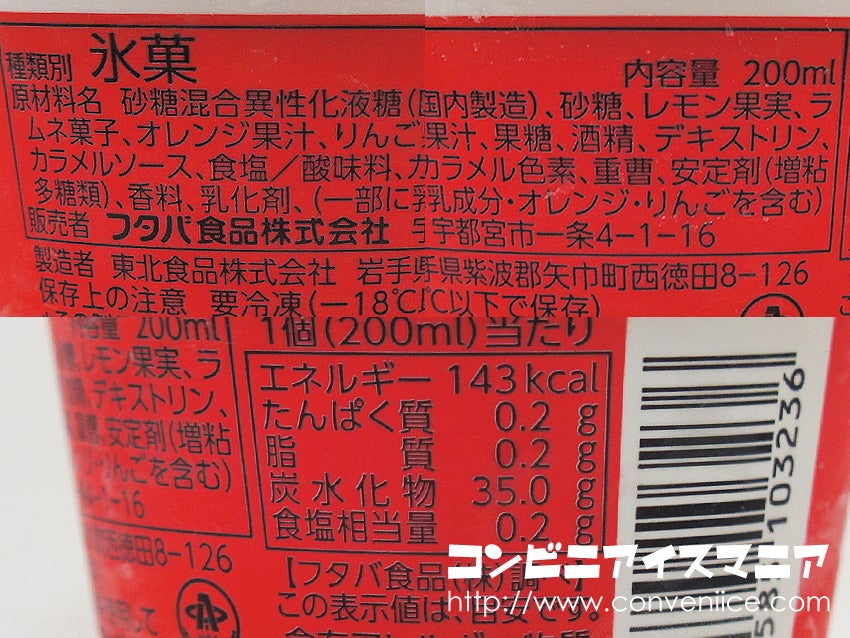 種類別 氷菓 内容量 200ml
原材料名 砂糖混合異性化液糖(国内製造)、砂糖、レモン果実、ラ
ムネ菓子、オレンジ果汁、りんご果汁、果糖、酒精、デキストリン、
カラメルソース、食塩/酸味料、カラメル色素、重曹、安定剤(増粘
多糖類)、香料、乳化剤、(一部に乳成分・オレンジ・りんごを含む)
販売者 フタバ食品株式会社 宇都宮市一条4-1-16
製造者 東北食品株式会社 岩手県紫波郡矢巾町西徳田8-126
保存上の注意 要冷凍(-18℃以下で保存)
内容量 200ml
レモン果実、ラ
デキストリン、
安定剤(増粘
りんごを含む)
4-1-16
西徳田8-126
1個(200ml)当たり
エネルギー 143kcal
たんぱく質 0.2 g
脂質 0.2 g
炭水化物 35.0 g
食塩相当量 0.2 g
【フタバ食品(株)調べ】
この表示値は、目安です。
103236
コンビニアイスマニア
http://www.conveniice.com/